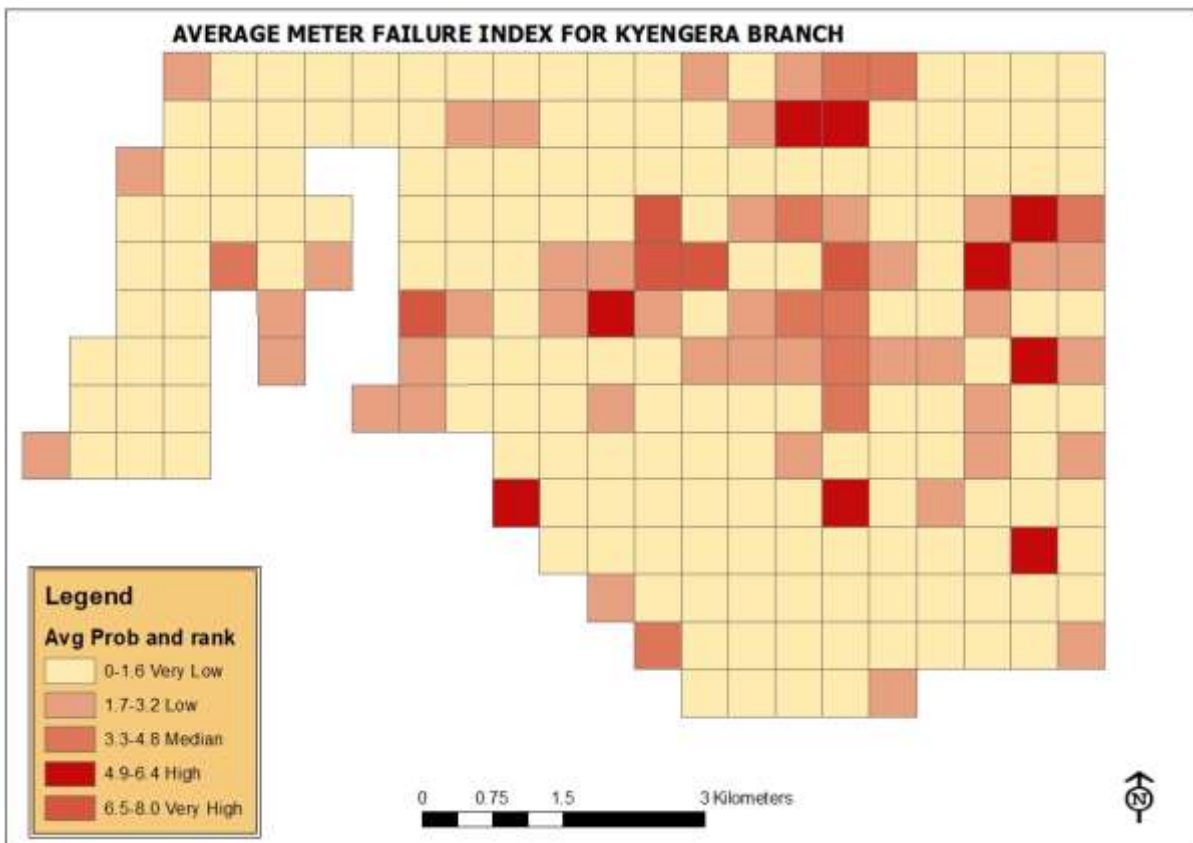 AVERAGE METER FAILURE INDEX FOR KYENGERA BRANCH
Legend
Avg Prob and rank
0-1.6 Very Low
1.7-3.2 Low
3.3-4.8 Median
4.9-6.4 High
6.5-8.0 Very High
0 0.75 1.5 3 Kilometers
N